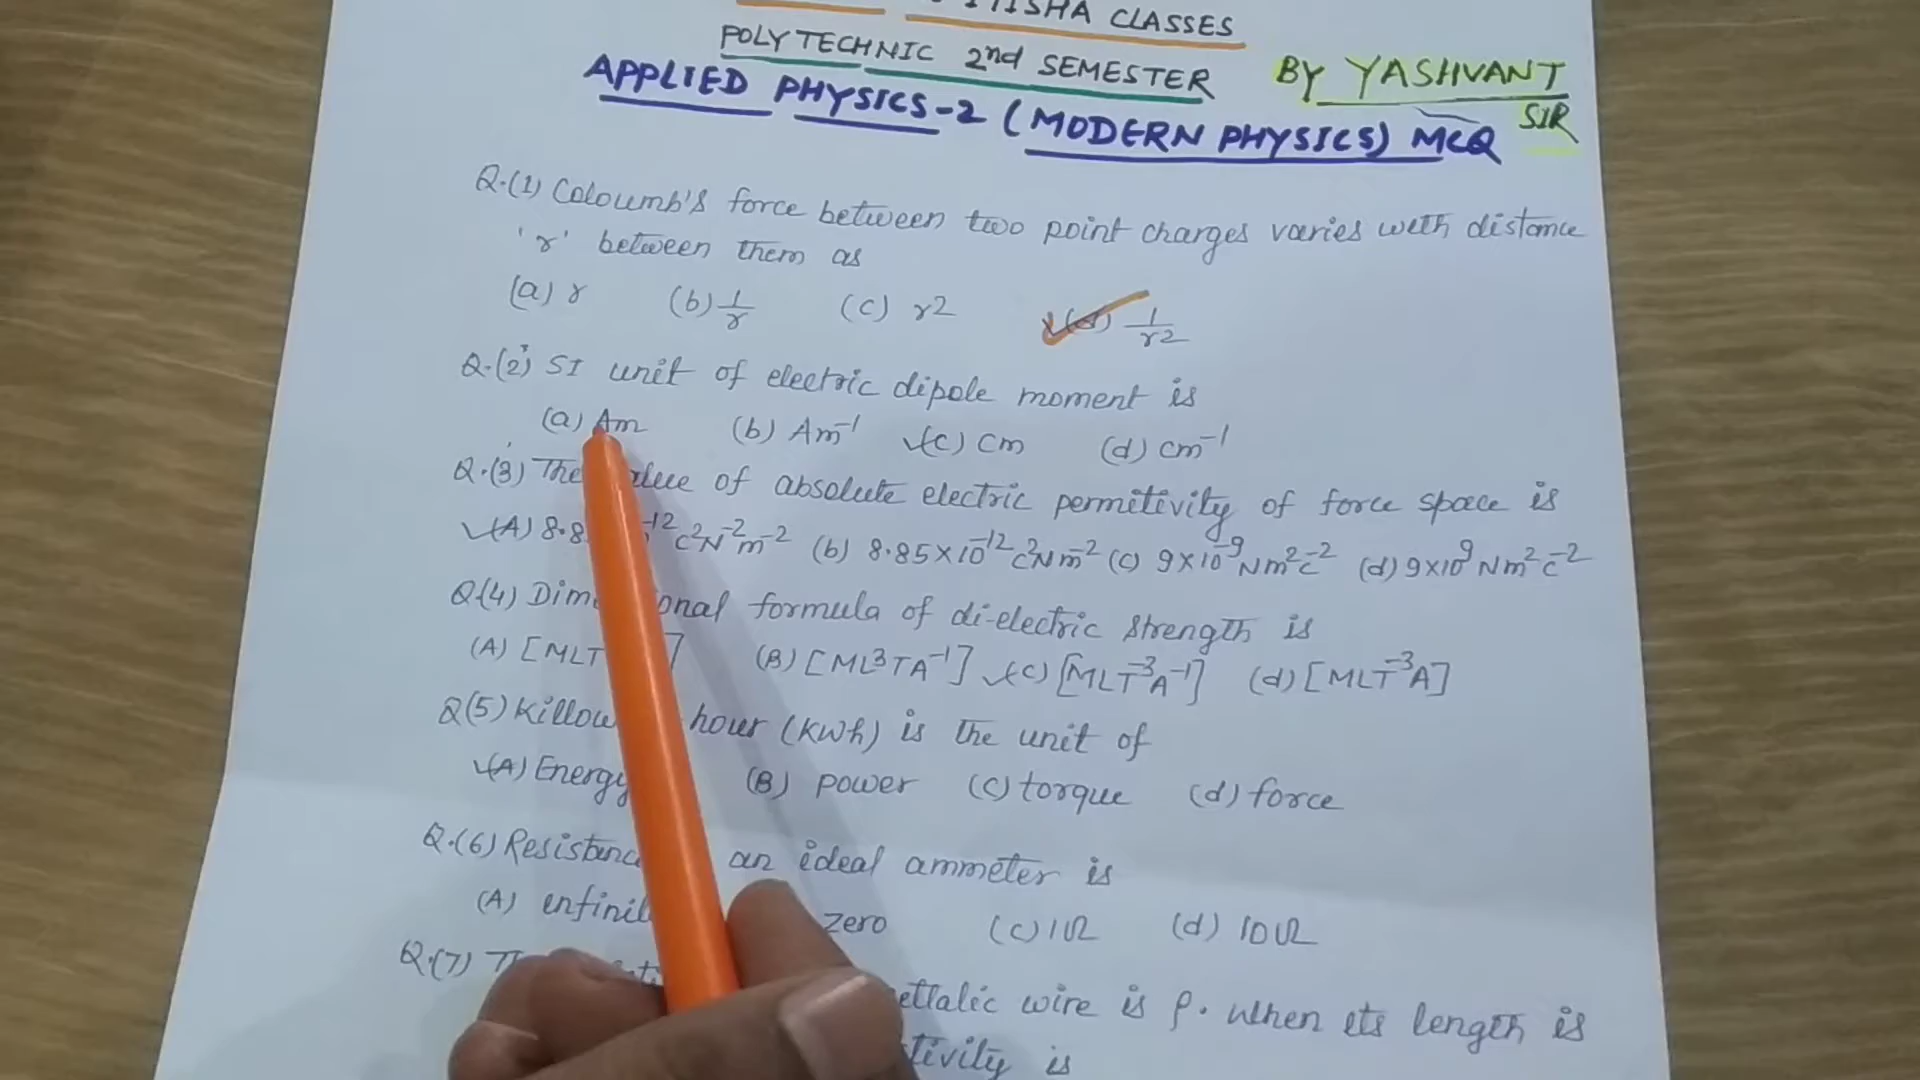 CLASSES
POLYTECHNIC 2nd SEMESTER
BY YASHVANT SIR
APPLIED PHYSICS-2 (MODERN PHYSICS) MCQ
Q.(1) Coloumb's force between two point charges varies with distance
'r' between them as
(a) r (b) 1/r (c) r2 (d) 1/r2
Q.(2) SI unit of electric dipole moment is
(a) Am (b) Am⁻¹ (c) Cm (d) cm⁻¹
Q.(3) The value of absolute electric permitivity of force space is
(A) 8.8 ⁻¹² C²N⁻²m⁻² (b) 8.85×10⁻¹² C²Nm⁻² (c) 9×10⁻⁹ Nm²C⁻² (d) 9×10⁹ Nm²C⁻²
Q(4) Dimensional formula of di-electric strength is
(A) [MLT ] (B) [ML³TA⁻¹] (C) [MLT⁻³A⁻¹] (d) [MLT⁻³A]
Q(5) Killow hour (KWh) is the unit of
(A) Energy (B) power (C) torque (d) force
Q.(6) Resistance an ideal ammeter is
(A) zero (C) 1Ω (d) 10Ω
Q.(7) etallic wire is ρ. When its length is
tivity is